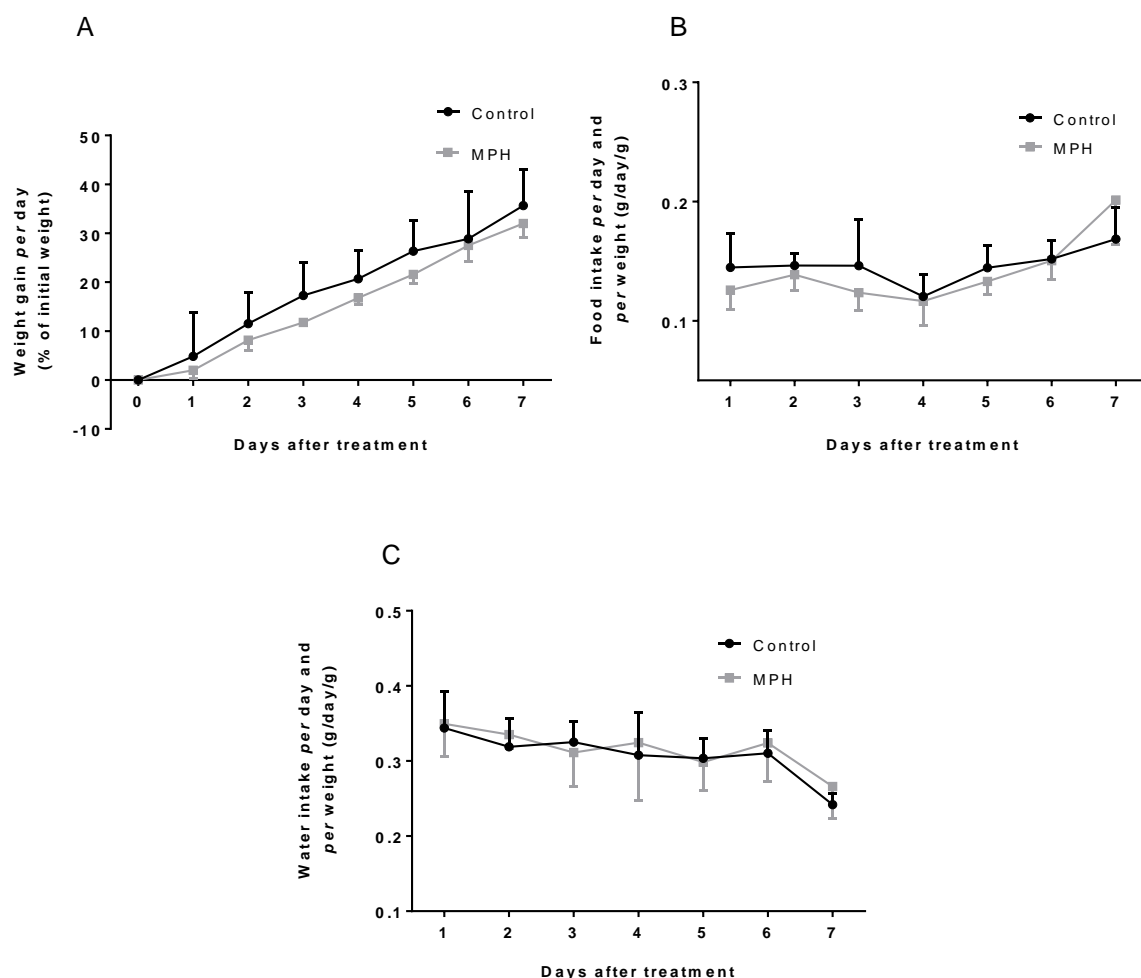 A
Control
MPH
50
40
30
20
10
0
-10
Weight gain per day
(% of initial weight)
0 1 2 3 4 5 6 7
Days after treatment
B
Control
MPH
0.3
0.2
0.1
Food intake per day and
per weight (g/day/g)
1 2 3 4 5 6 7
Days after treatment
C
Control
MPH
0.5
0.4
0.3
0.2
0.1
Water intake per day and
per weight (g/day/g)
1 2 3 4 5 6 7
Days after treatment